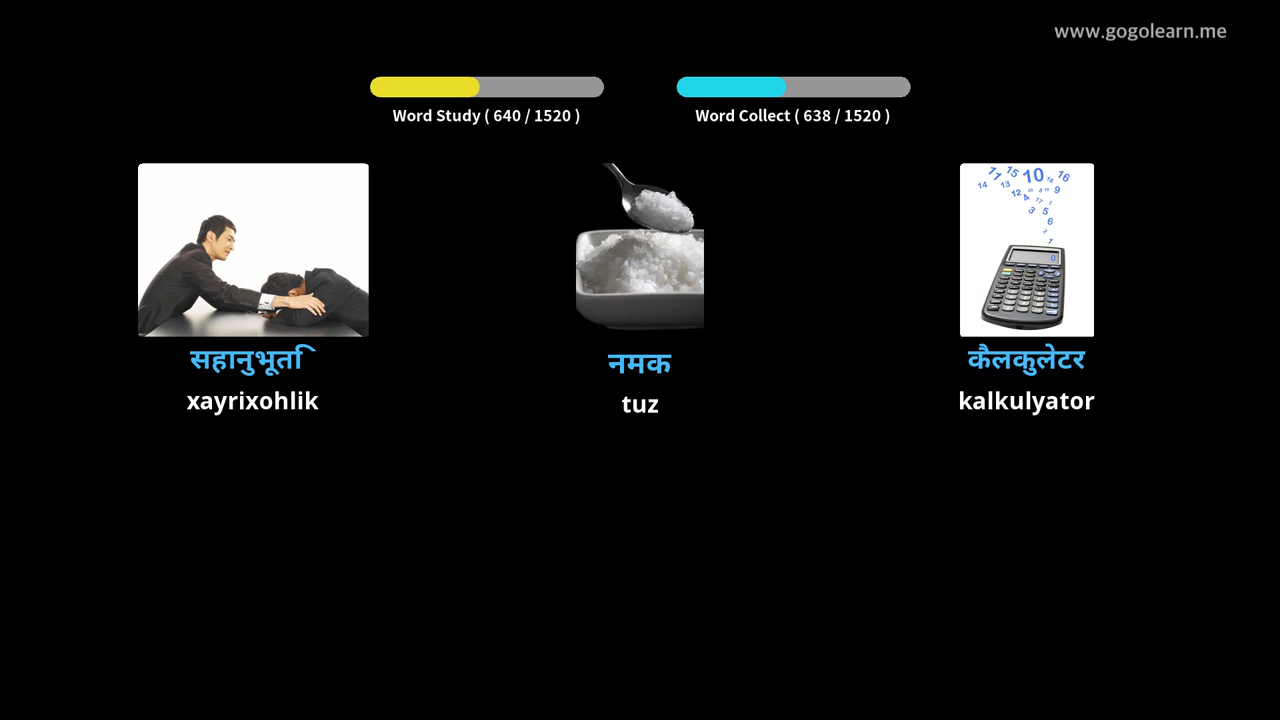 www.gogolearn.me
Word Study ( 640 / 1520 )
Word Collect ( 638 / 1520 )
सहानुभूति
xayrixohlik
नमक
tuz
कैलकुलेटर
kalkulyator